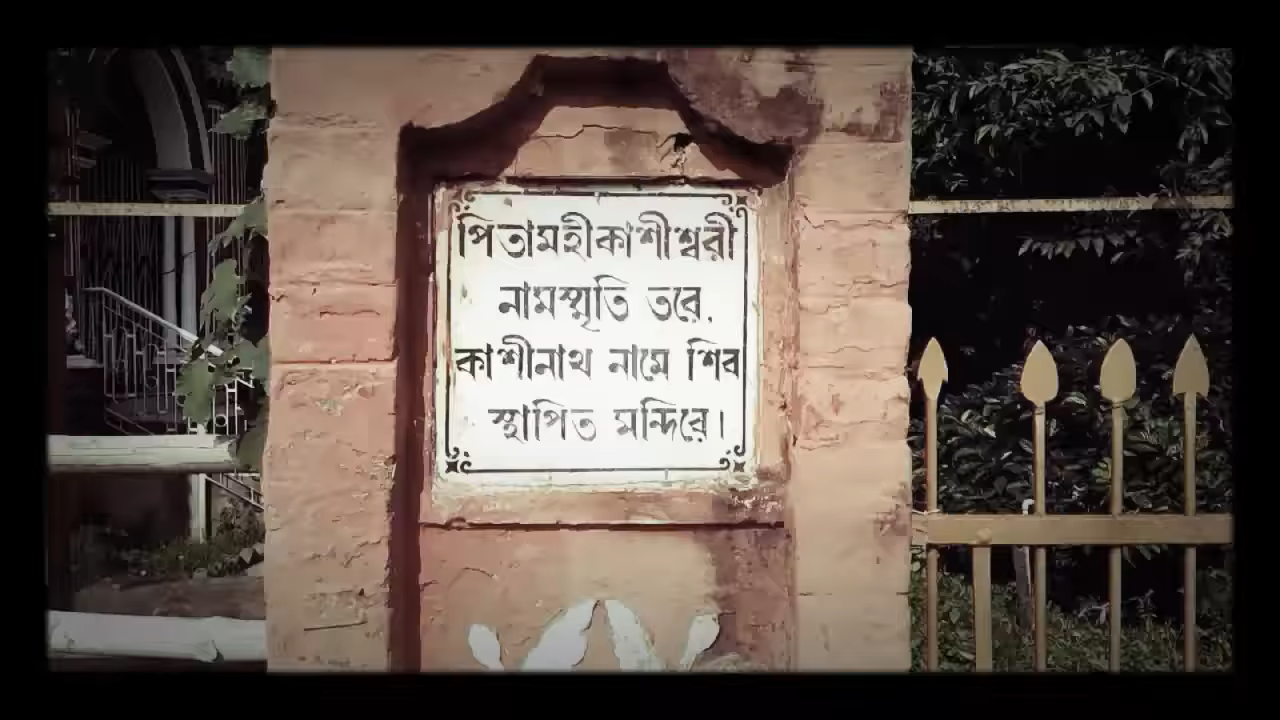 পিতামহীকাশীশ্বরী
নামস্মৃতি তরে.
কাশীনাথ নামে শিব
স্থাপিত মন্দিরে।